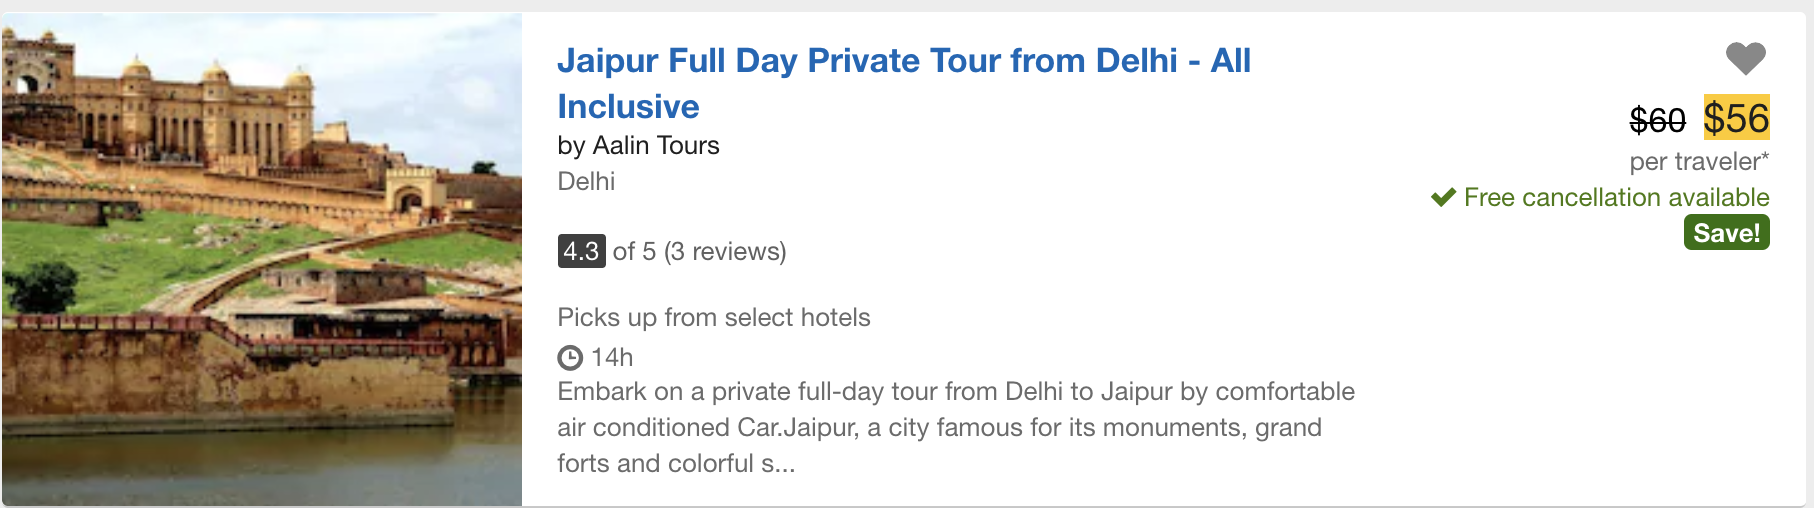 Jaipur Full Day Private Tour from Delhi - All
Inclusive
by Aalin Tours
Delhi
4.3 of 5 (3 reviews)
Picks up from select hotels
14h
Embark on a private full-day tour from Delhi to Jaipur by comfortable
air conditioned Car.Jaipur, a city famous for its monuments, grand
forts and colorful s...
$60 $56
per traveler*
Free cancellation available
Save!